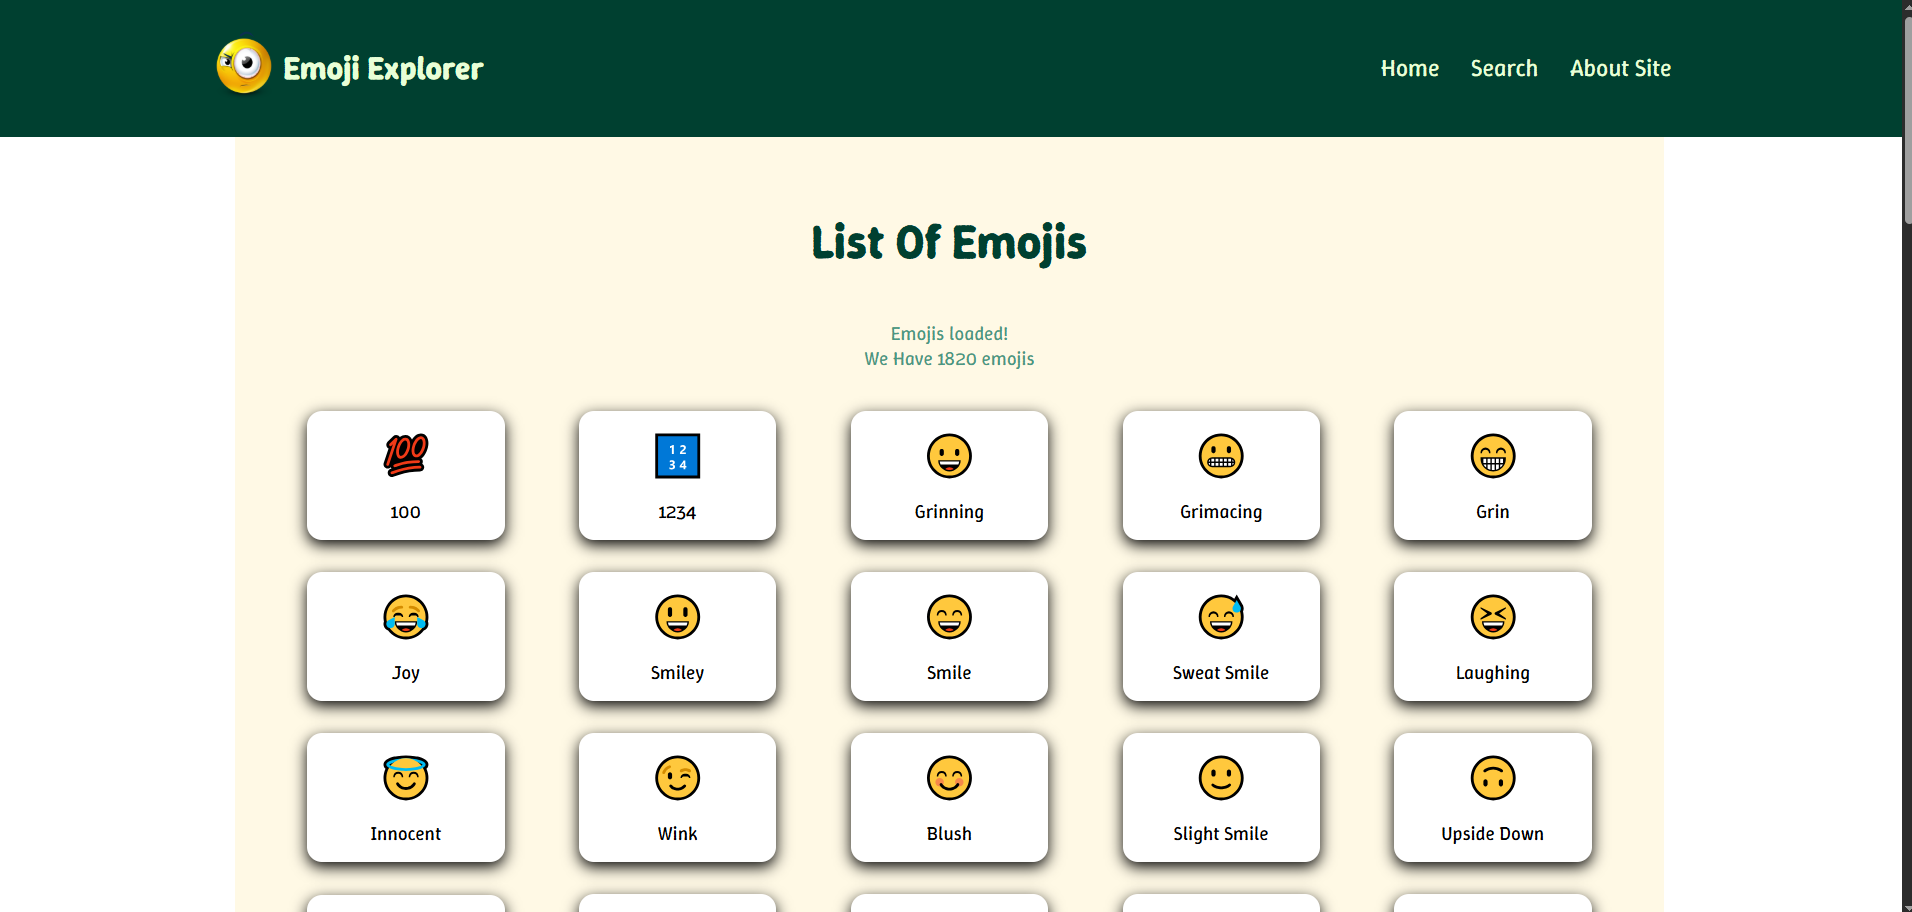 Emoji Explorer
Home Search About Site
List Of Emojis
Emojis loaded!
We Have 1820 emojis
100
1 2
3 4
100 1234 Grinning Grimacing Grin
Joy Smiley Smile Sweat Smile Laughing
Innocent Wink Blush Slight Smile Upside Down